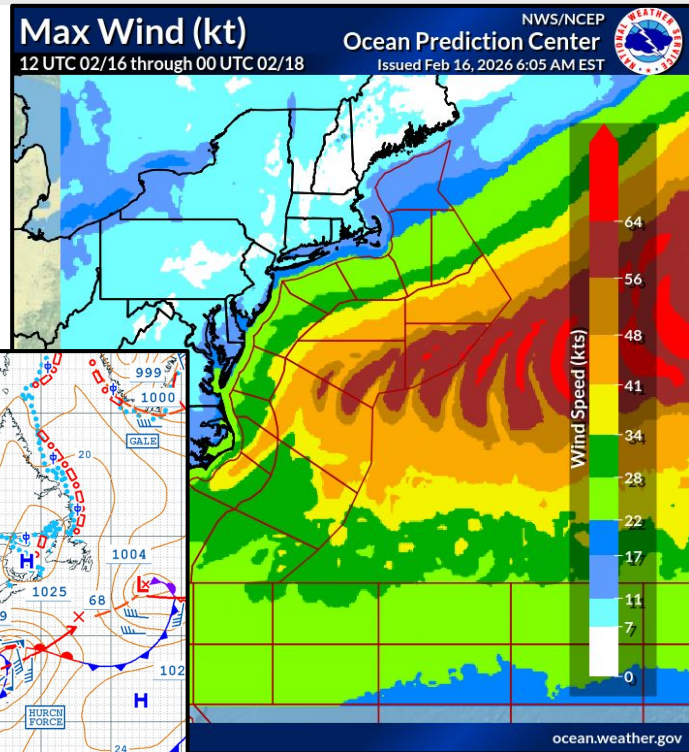 Max Wind (kt)
12 UTC 02/16 through 00 UTC 02/18
NWS/NCEP
Ocean Prediction Center
Issued Feb 16, 2026 6:05 AM EST
NATIONAL WEATHER SERVICE
Wind Speed (kts)
64
56
48
41
34
28
22
17
11
7
0
999
1000
GALE
20
1004
H
1025
L
68
102
H
HURCN
FORCE
24
ocean.weather.gov